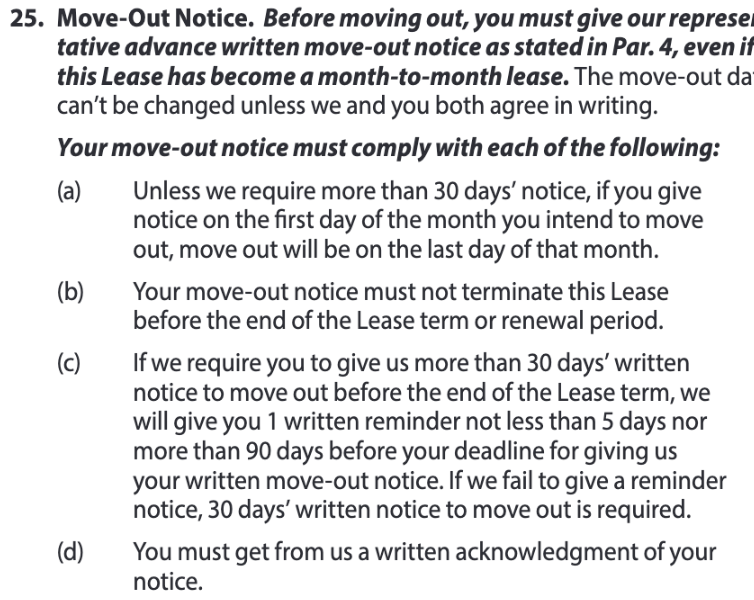 25. Move-Out Notice. Before moving out, you must give our represe
tative advance written move-out notice as stated in Par. 4, even if
this Lease has become a month-to-month lease. The move-out da
can’t be changed unless we and you both agree in writing.
Your move-out notice must comply with each of the following:
(a) Unless we require more than 30 days’ notice, if you give
notice on the first day of the month you intend to move
out, move out will be on the last day of that month.
(b) Your move-out notice must not terminate this Lease
before the end of the Lease term or renewal period.
(c) If we require you to give us more than 30 days’ written
notice to move out before the end of the Lease term, we
will give you 1 written reminder not less than 5 days nor
more than 90 days before your deadline for giving us
your written move-out notice. If we fail to give a reminder
notice, 30 days’ written notice to move out is required.
(d) You must get from us a written acknowledgment of your
notice.